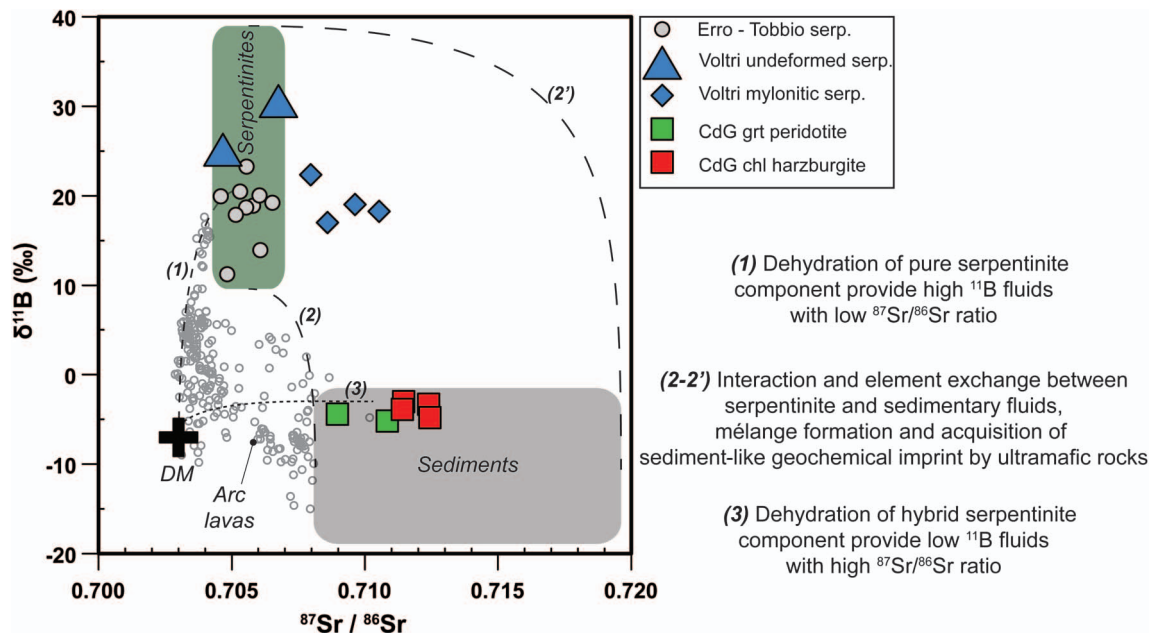 40
30
20
10
0
-10
-20
δ¹¹B (‰)
0.700
0.705
0.710
0.715
0.720
⁸⁷Sr / ⁸⁶Sr
Serpentinites
(1)
(2)
(2')
(3)
DM
Arc
lavas
Sediments
Erro - Tobbio serp.
Voltri undeformed serp.
Voltri mylonitic serp.
CdG grt peridotite
CdG chl harzburgite
(1) Dehydration of pure serpentinite
component provide high ¹¹B fluids
with low ⁸⁷Sr/⁸⁶Sr ratio
(2-2') Interaction and element exchange between
serpentinite and sedimentary fluids,
mélange formation and acquisition of
sediment-like geochemical imprint by ultramafic rocks
(3) Dehydration of hybrid serpentinite
component provide low ¹¹B fluids
with high ⁸⁷Sr/⁸⁶Sr ratio